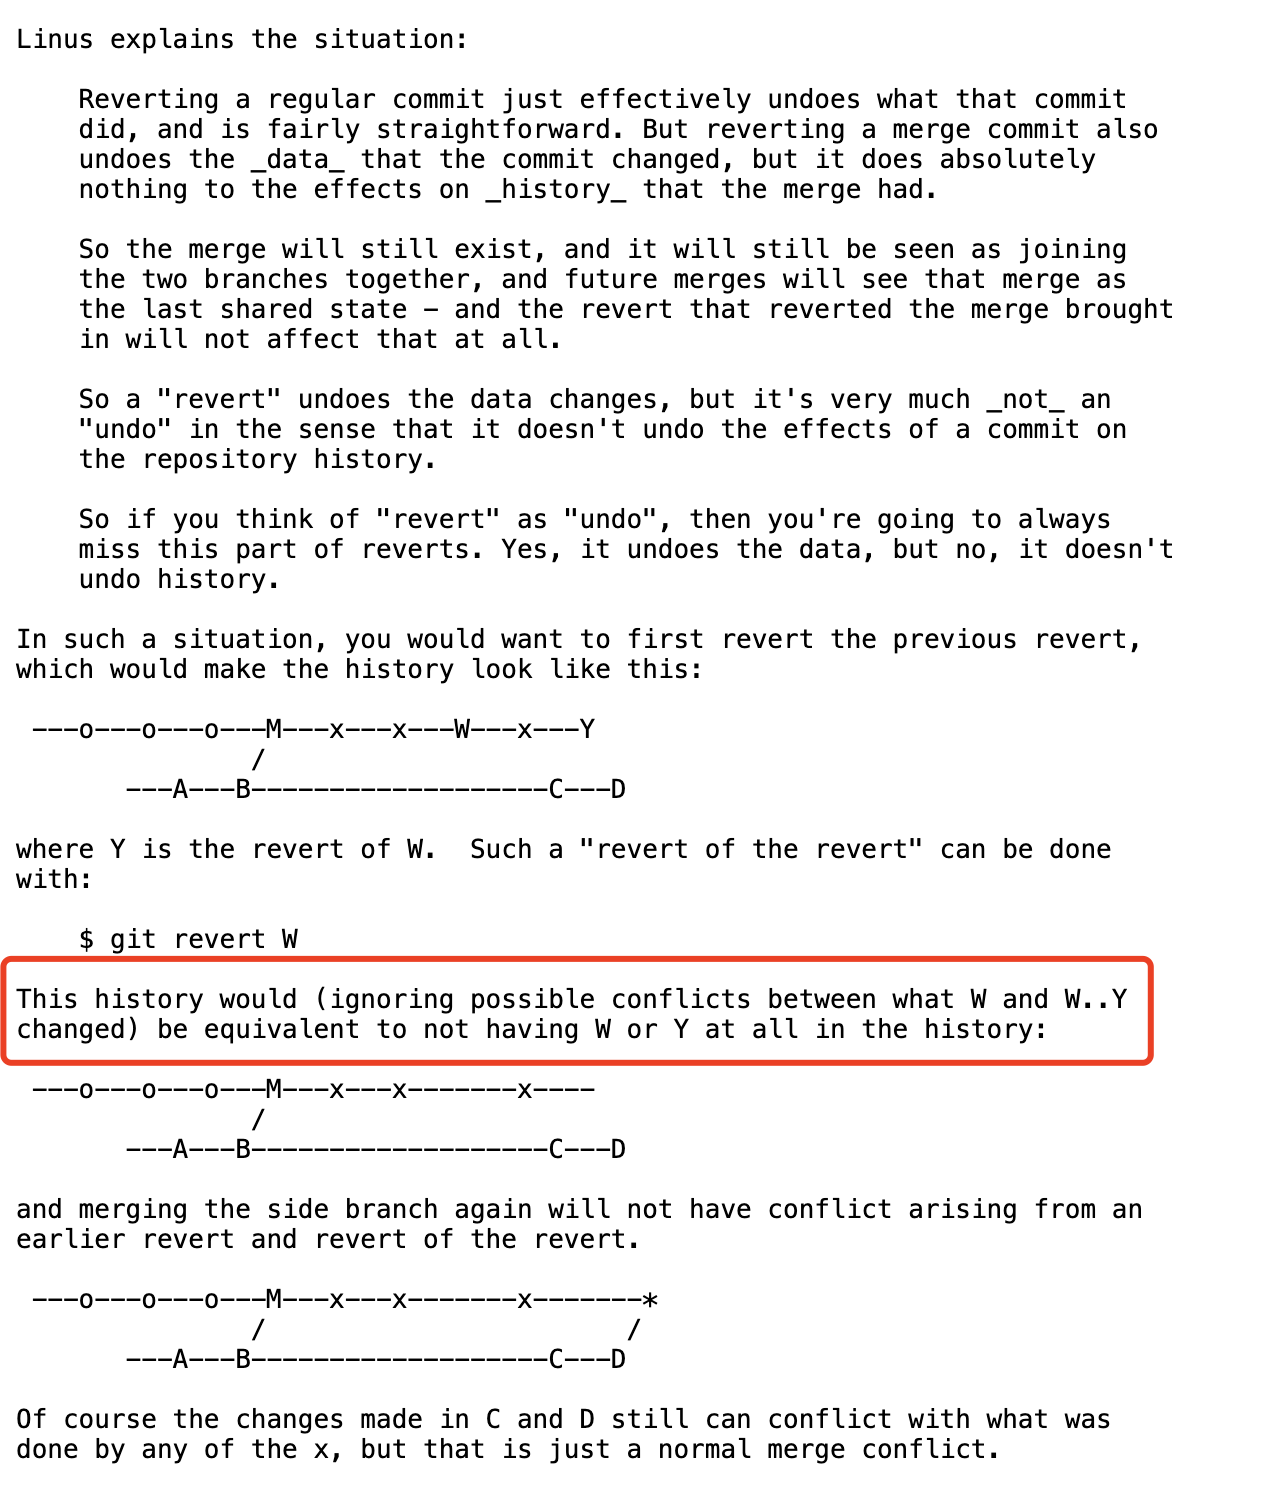 Linus explains the situation:
Reverting a regular commit just effectively undoes what that commit
did, and is fairly straightforward. But reverting a merge commit also
undoes the _data_ that the commit changed, but it does absolutely
nothing to the effects on _history_ that the merge had.
So the merge will still exist, and it will still be seen as joining
the two branches together, and future merges will see that merge as
the last shared state – and the revert that reverted the merge brought
in will not affect that at all.
So a "revert" undoes the data changes, but it's very much _not_ an
"undo" in the sense that it doesn't undo the effects of a commit on
the repository history.
So if you think of "revert" as "undo", then you're going to always
miss this part of reverts. Yes, it undoes the data, but no, it doesn't
undo history.
In such a situation, you would want to first revert the previous revert,
which would make the history look like this:
---o---o---o---M---x---x---W---x---Y
/
---A---B-------------------C---D
where Y is the revert of W.  Such a "revert of the revert" can be done
with:
$ git revert W
This history would (ignoring possible conflicts between what W and W..Y
changed) be equivalent to not having W or Y at all in the history:
---o---o---o---M---x---x-------x----
/
---A---B-------------------C---D
and merging the side branch again will not have conflict arising from an
earlier revert and revert of the revert.
---o---o---o---M---x---x-------x-------*
/                       /
---A---B-------------------C---D
Of course the changes made in C and D still can conflict with what was
done by any of the x, but that is just a normal merge conflict.